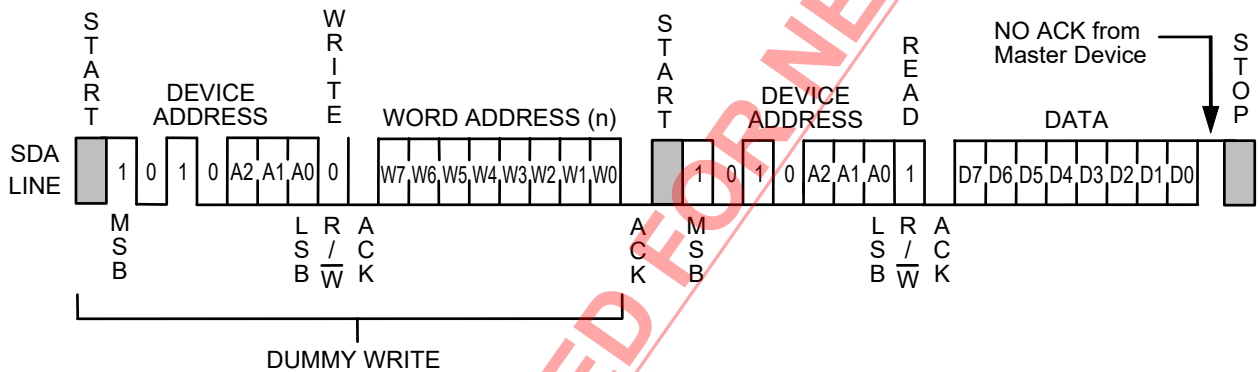 START
WRITE
START
READ
NO ACK from
Master Device
STOP
DEVICE
ADDRESS
WORD ADDRESS (n)
DEVICE
ADDRESS
DATA
SDA
LINE
1 0 1 0 A2 A1 A0 0 W7 W6 W5 W4 W3 W2 W1 W0 1 0 1 0 A2 A1 A0 1 D7 D6 D5 D4 D3 D2 D1 D0
MSB
LSB
R/W
ACK
ACK
MSB
LSB
R/W
ACK
DUMMY WRITE
ED FOR NE